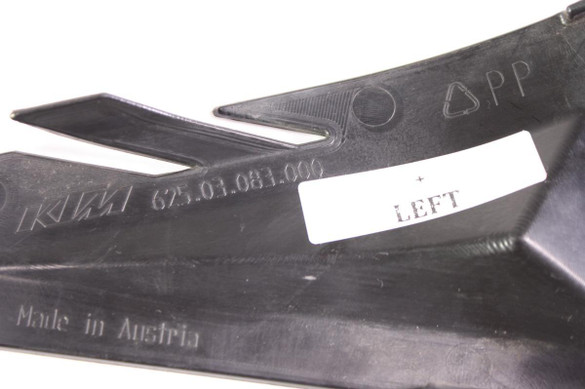 PP
KTM 625.03.083.000
+
LEFT
Made in Austria